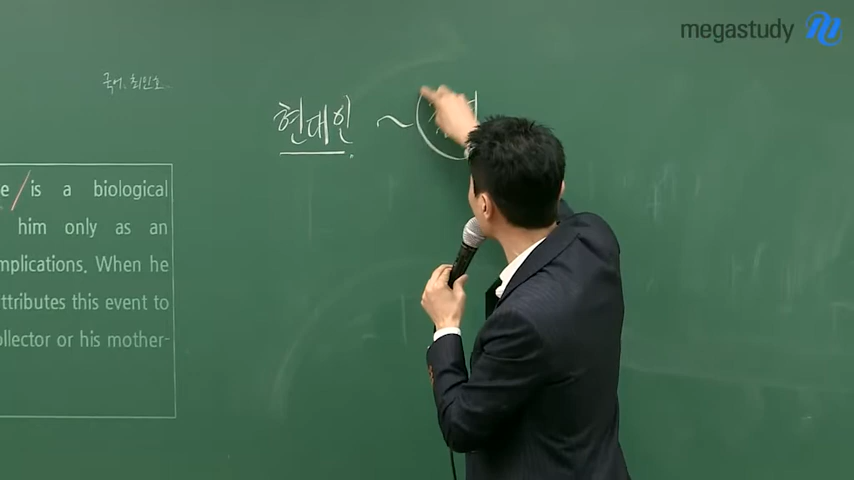 megastudy
국어. 최인호.
현대인 ~
e / is a biological
him only as an
mplications. When he
ttributes this event to
ollector or his mother-